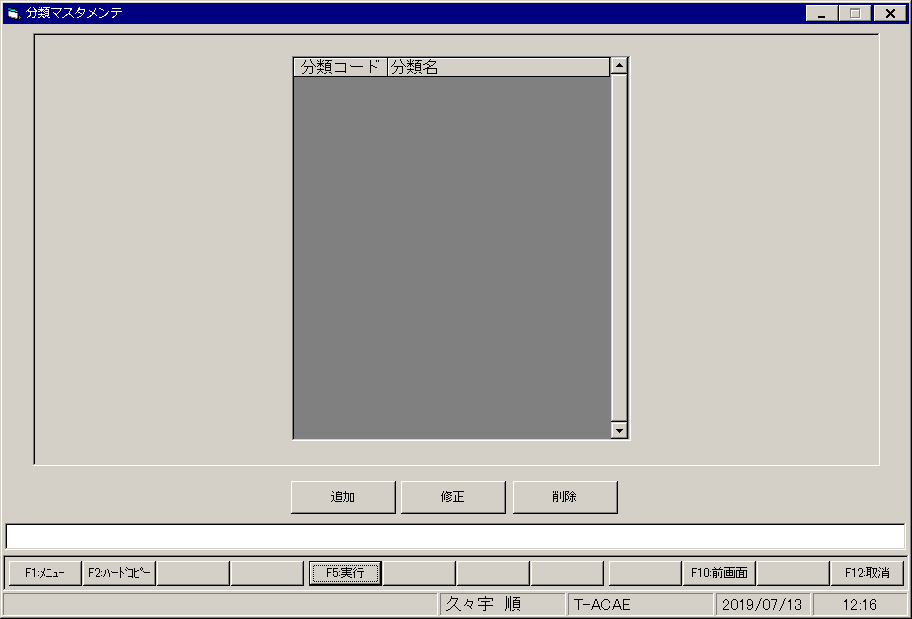 分類マスタメンテ
分類コード 分類名
追加 修正 削除
F1:ﾒﾆｭｰ F2:ﾊｰﾄﾞｺﾋﾟｰ F5:実行 F10:前画面 F12:取消
久々宇 順 T-ACAE 2019/07/13 12:16